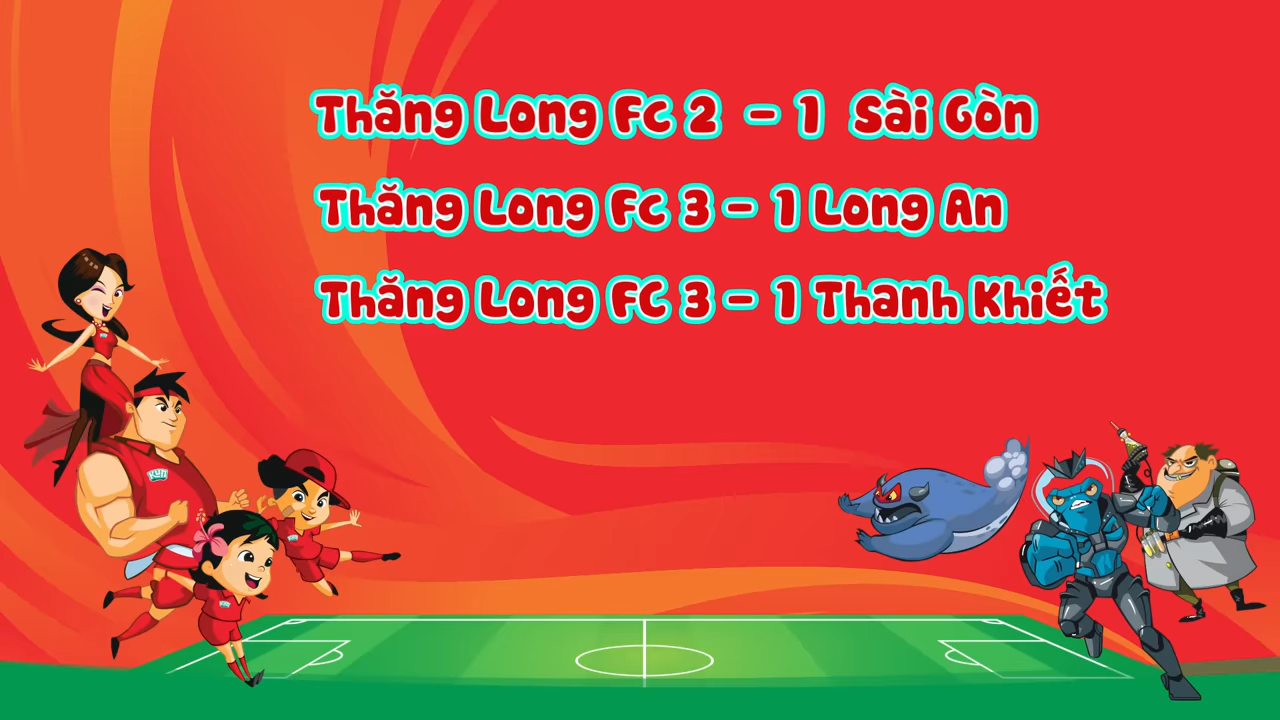 Thăng Long Fc 2 - 1 Sài Gòn
Thăng Long Fc 3 - 1 Long An
Thăng Long FC 3 - 1 Thanh Khiết
KUN